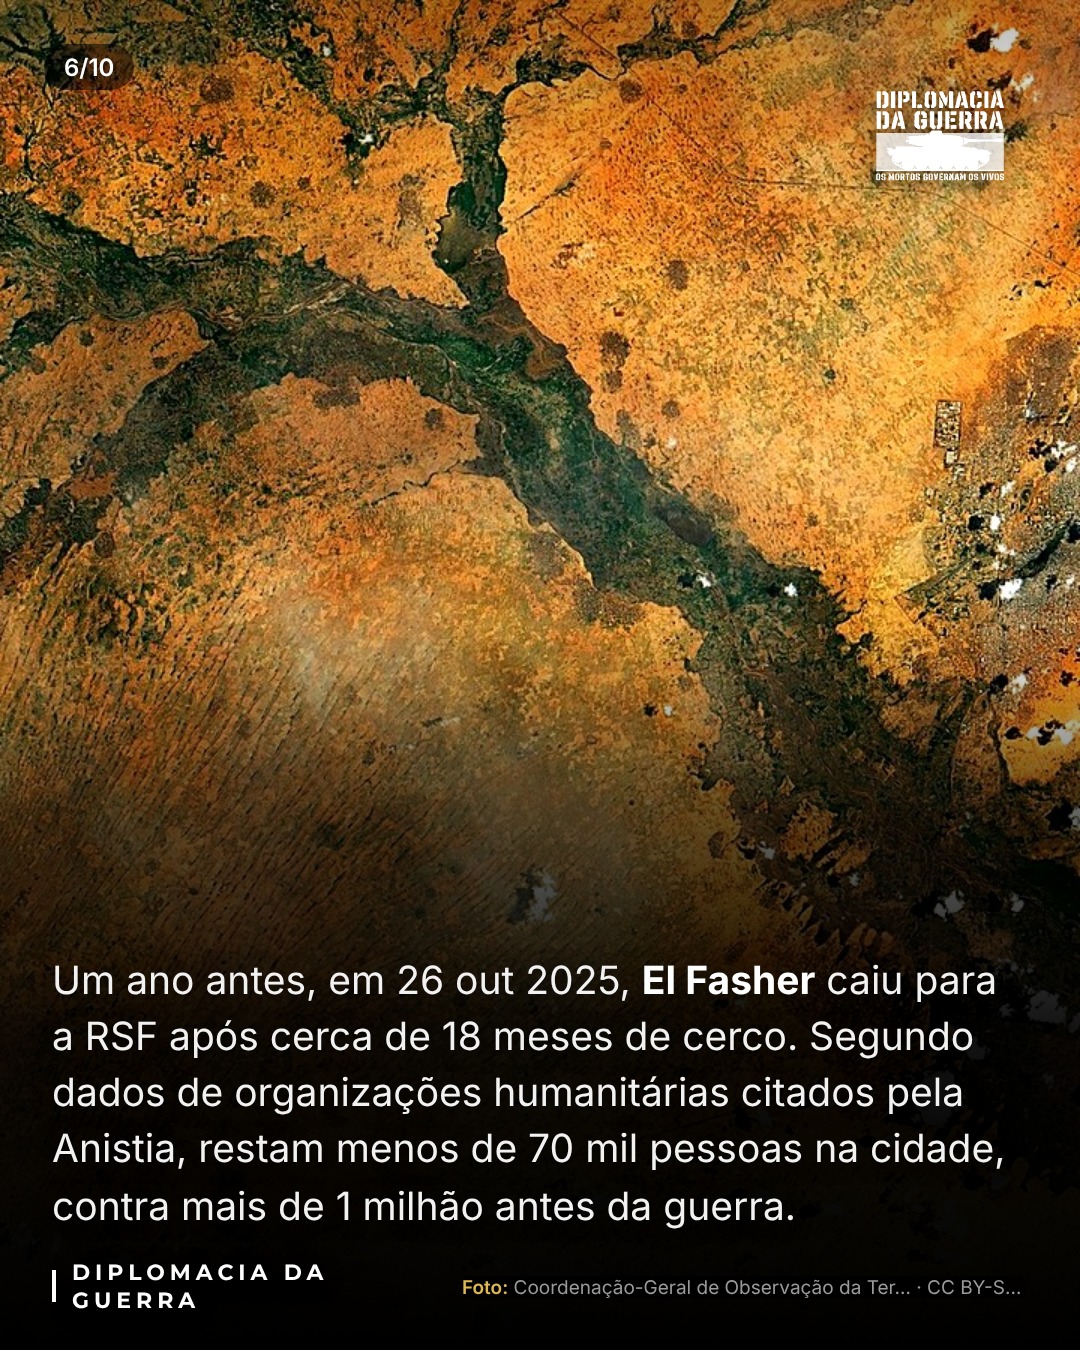 6/10
DIPLOMACIA
DA GUERRA
OS MORTOS GOVERNAM OS VIVOS
Um ano antes, em 26 out 2025, El Fasher caiu para
a RSF após cerca de 18 meses de cerco. Segundo
dados de organizações humanitárias citados pela
Anistia, restam menos de 70 mil pessoas na cidade,
contra mais de 1 milhão antes da guerra.
DIPLOMACIA DA
GUERRA
Foto: Coordenação-Geral de Observação da Ter... · CC BY-S...